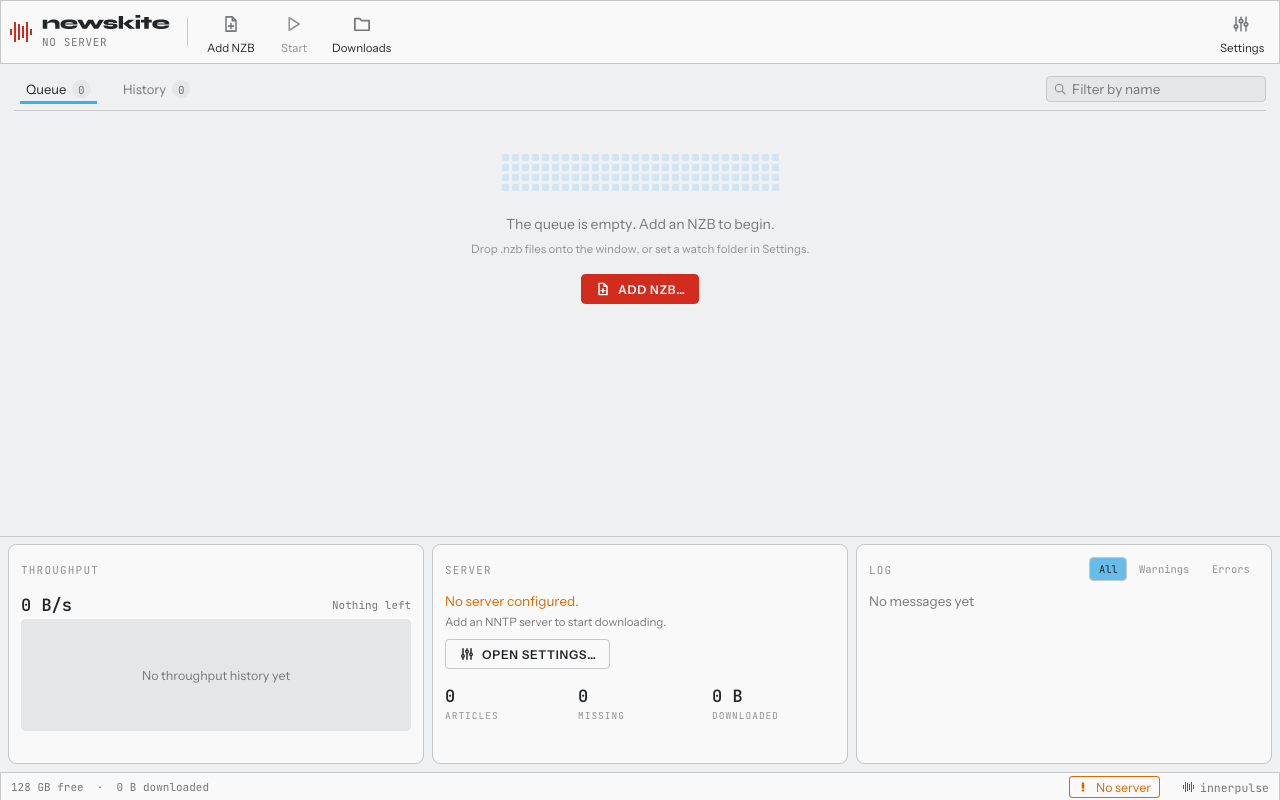 newskite
NO SERVER
Add NZB
Start
Downloads
Settings
Queue 0
History 0
Filter by name
The queue is empty. Add an NZB to begin.
Drop .nzb files onto the window, or set a watch folder in Settings.
ADD NZB…
THROUGHPUT
0 B/s
Nothing left
No throughput history yet
SERVER
No server configured.
Add an NNTP server to start downloading.
OPEN SETTINGS…
0
ARTICLES
0
MISSING
0 B
DOWNLOADED
LOG
All
Warnings
Errors
No messages yet
128 GB free · 0 B downloaded
! No server
innerpulse